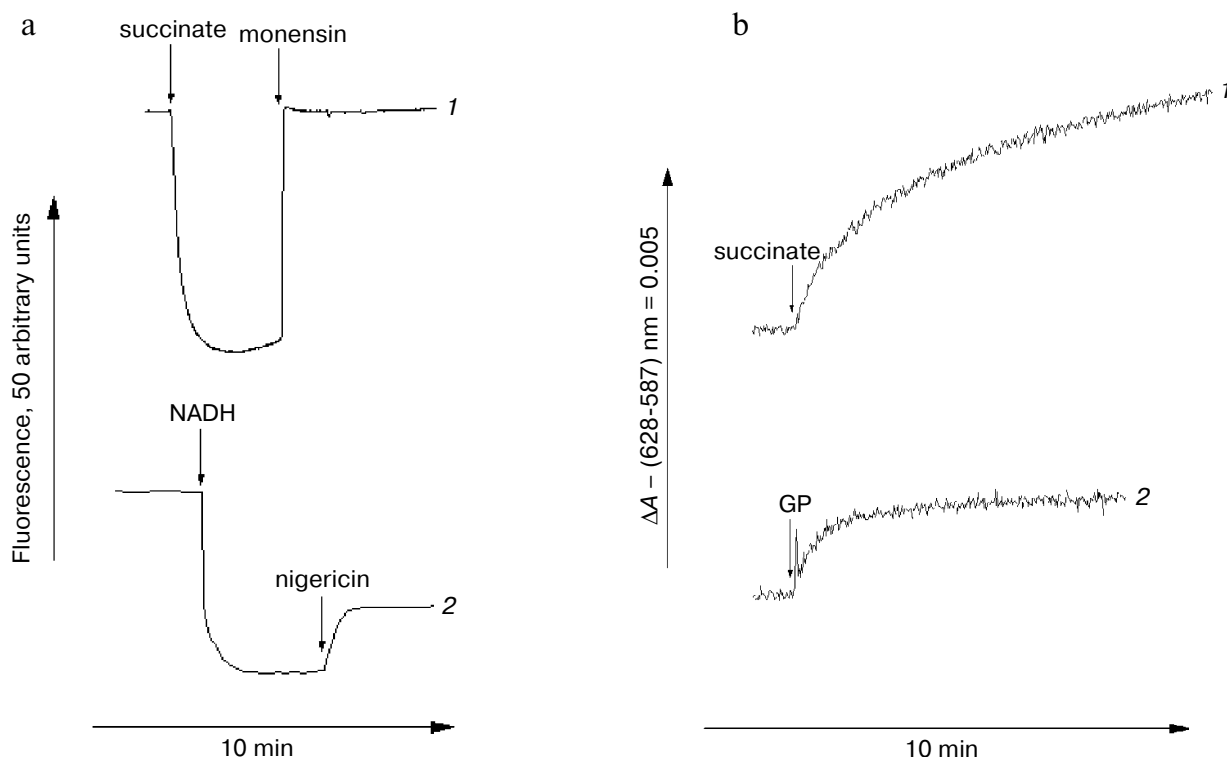 a
succinate
monensin
1
Fluorescence, 50 arbitrary units
NADH
nigericin
2
10 min
b
1
succinate
ΔA – (628-587) nm = 0.005
GP
2
10 min